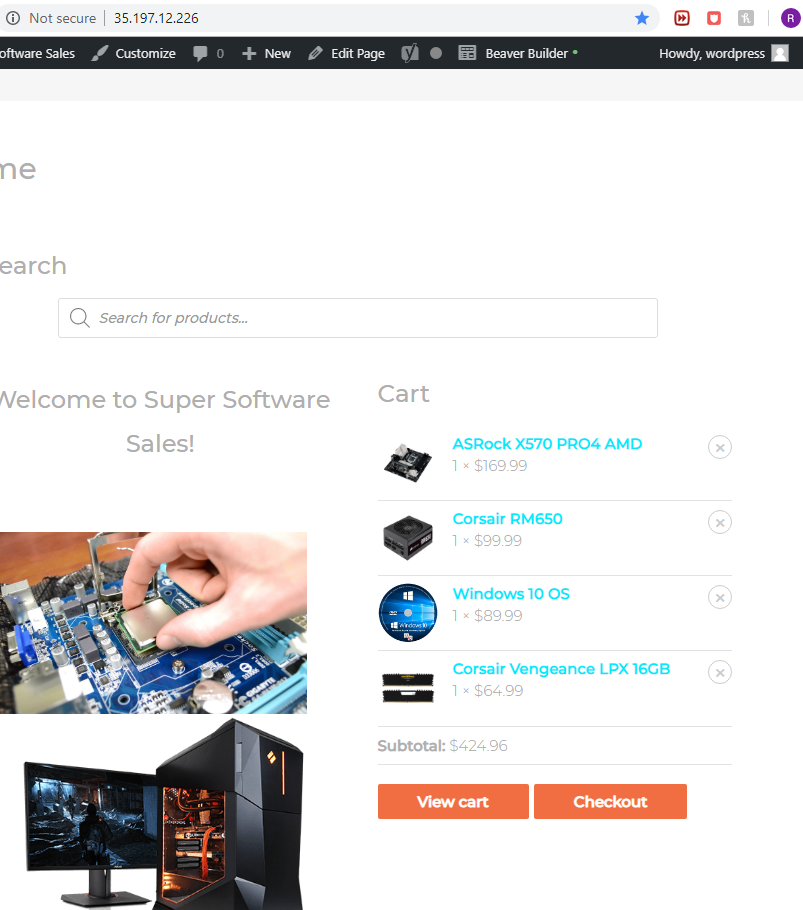 Not secure 35.197.12.226 R
oftware Sales Customize 0 New Edit Page Beaver Builder Howdy, wordpress
me
earch
Search for products...
Welcome to Super Software
Sales!
Cart
ASRock X570 PRO4 AMD
1 × $169.99
Corsair RM650
1 × $99.99
Windows 10 OS
1 × $89.99
Corsair Vengeance LPX 16GB
1 × $64.99
Subtotal: $424.96
View cart Checkout